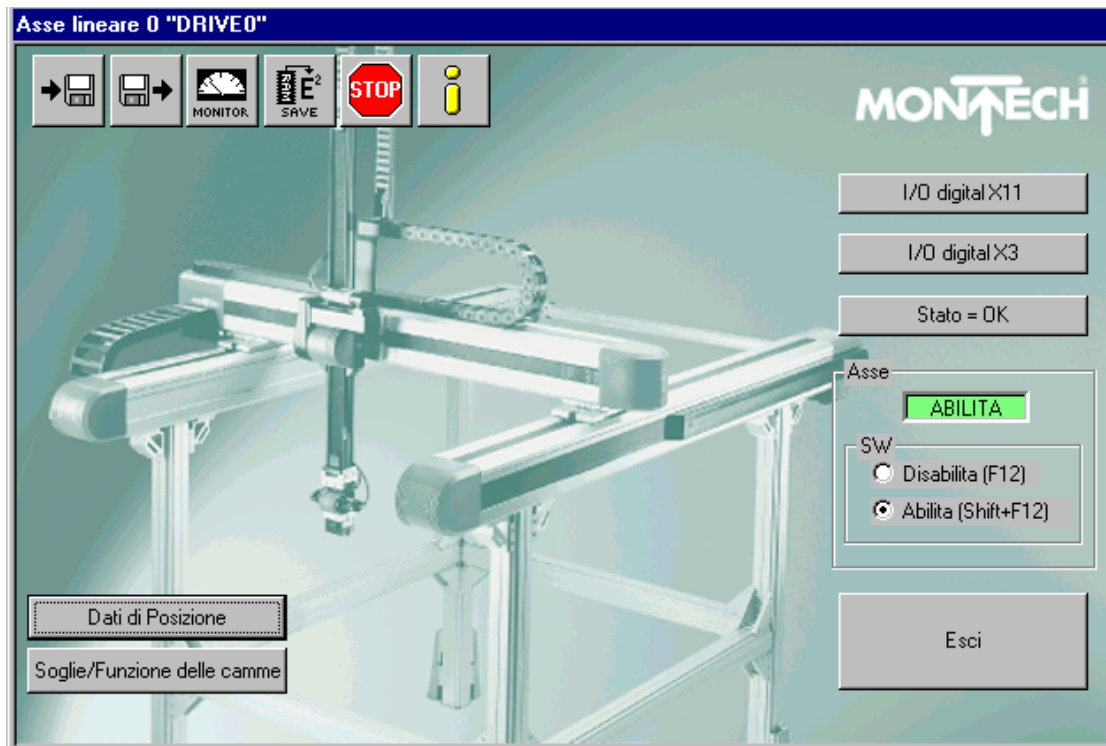 Asse lineare 0 "DRIVE0"
MONITOR
RAM E²
SAVE
STOP
i
MONTECH®
I/O digital X11
I/O digital X3
Stato = OK
Asse
ABILITA
SW
Disabilita (F12)
Abilita (Shift+F12)
Dati di Posizione
Soglie/Funzione delle camme
Esci